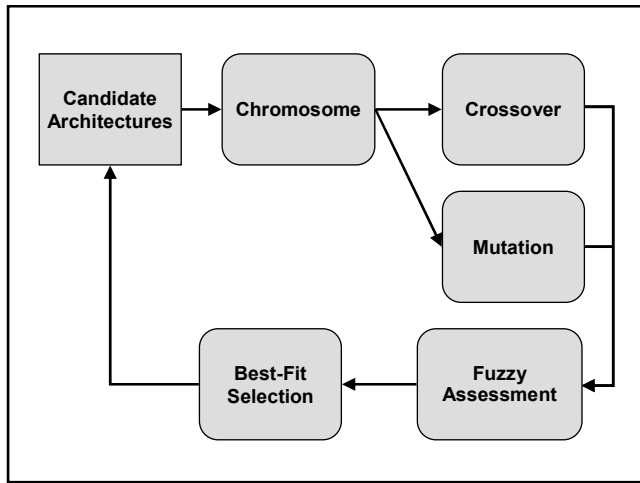 Candidate
Architectures
Chromosome
Crossover
Mutation
Best-Fit
Selection
Fuzzy
Assessment